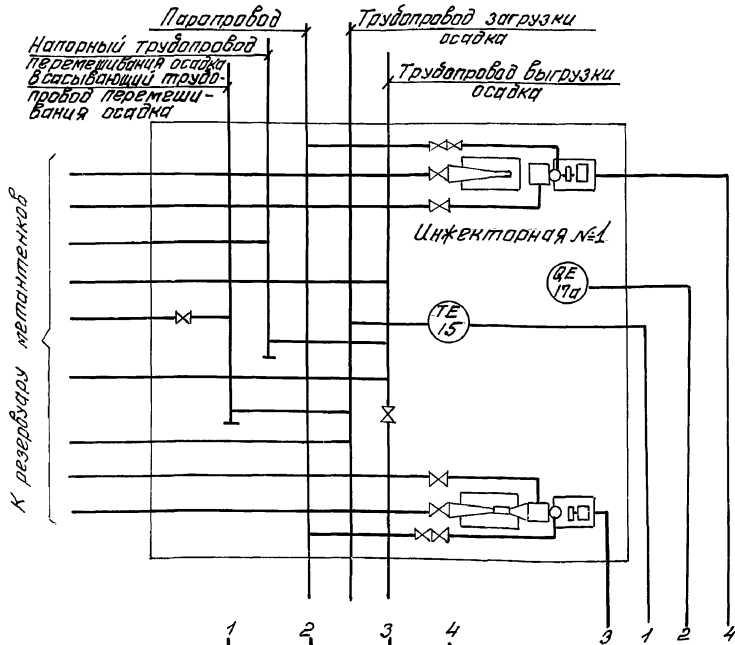 Паропровод
Трубопровод загрузки
осадка
Напорный трубопровод
перемешивания осадка
всасывающий трубо-
провод перемеши-
вания осадка
Трубопровод выгрузки
осадка
К резервуару метантенков
Инжекторная №1
QE
17а
TE
15
3 1 2 4
1 2 3 4